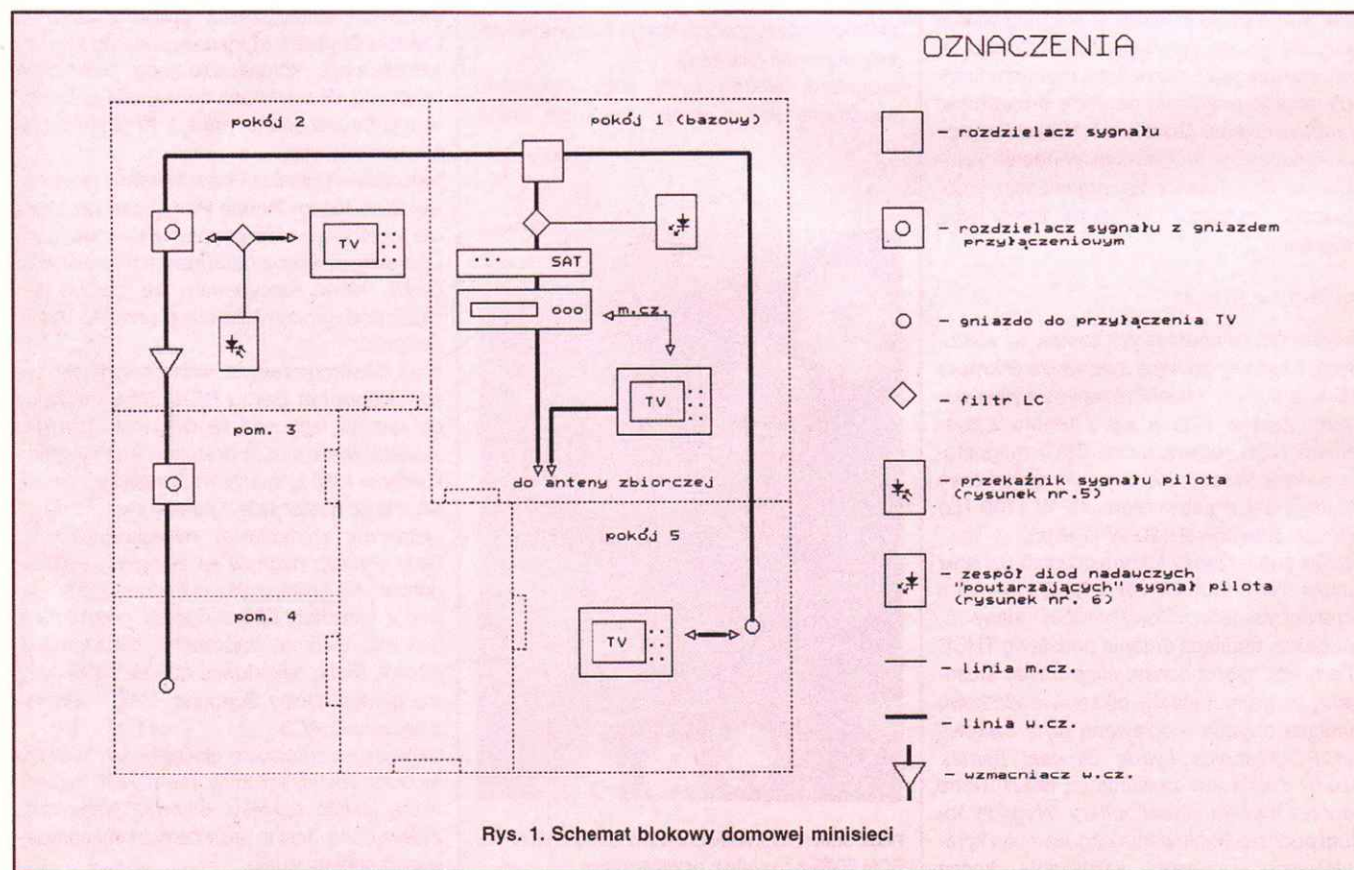 OZNACZENIA
pokój 2
pokój 1 (bazowy)
TV
SAT
ooo
m.cz.
TV
pom. 3
do anteny zbiorczej
pokój 5
pom. 4
TV
– rozdzielacz sygnału
– rozdzielacz sygnału z gniazdem
przyłączeniowym
– gniazdo do przyłączenia TV
– filtr LC
– przekaźnik sygnału pilota
(rysunek nr.5)
– zespół diod nadawczych
"powtarzających" sygnał pilota
(rysunek nr. 6)
– linia m.cz.
– linia w.cz.
– wzmacniacz w.cz.
Rys. 1. Schemat blokowy domowej minisieci